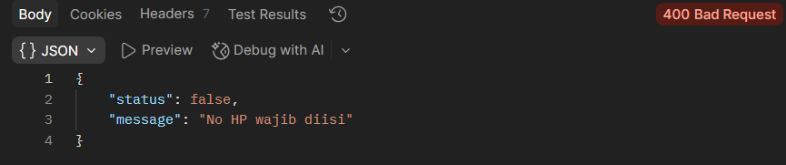 Body Cookies Headers 7 Test Results 400 Bad Request
{} JSON Preview Debug with AI
1 {
2 "status": false,
3 "message": "No HP wajib diisi"
4 }